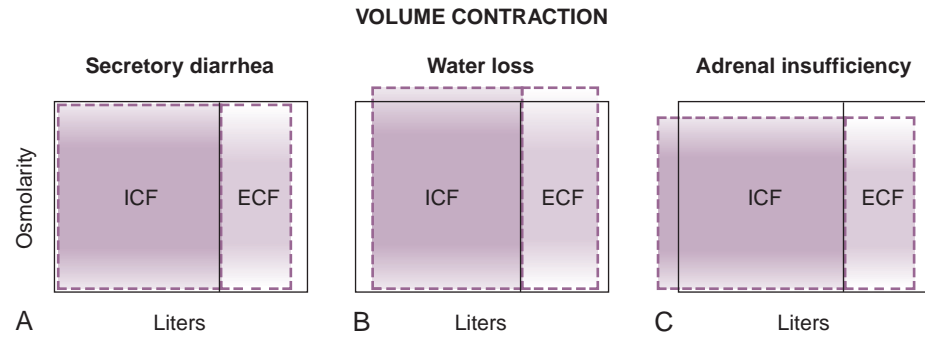 VOLUME CONTRACTION
Secretory diarrhea
Water loss
Adrenal insufficiency
Osmolarity
ICF
ECF
ICF
ECF
ICF
ECF
A
Liters
B
Liters
C
Liters